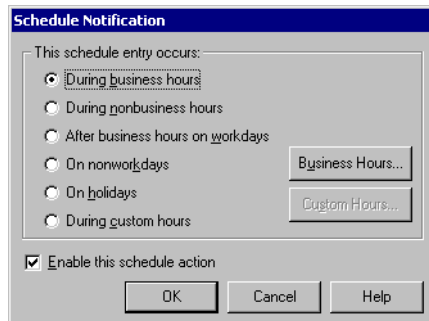 Schedule Notification
This schedule entry occurs:
During business hours
During nonbusiness hours
After business hours on workdays
On nonworkdays
Business Hours...
On holidays
Custom Hours...
During custom hours
Enable this schedule action
OK
Cancel
Help